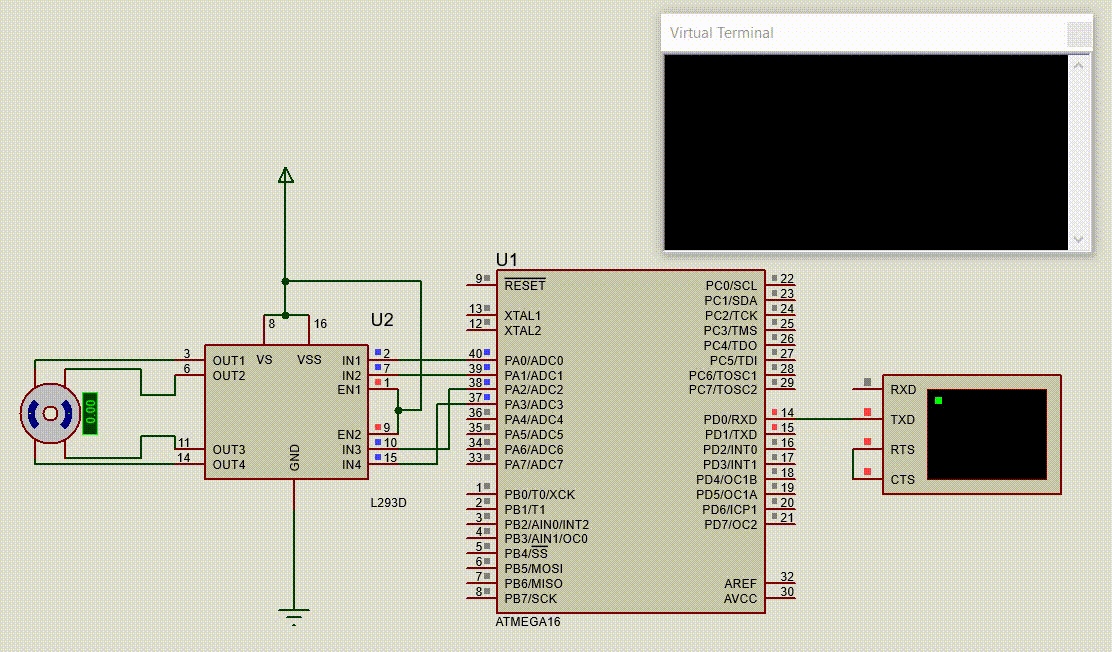 Virtual Terminal
U1
U2
8
16
VS
VSS
3
OUT1
6
OUT2
11
OUT3
14
OUT4
IN1
2
IN2
7
EN1
1
EN2
9
IN3
10
IN4
15
GND
L293D
0.00
9
RESET
13
XTAL1
12
XTAL2
40
PA0/ADC0
39
PA1/ADC1
38
PA2/ADC2
37
PA3/ADC3
36
PA4/ADC4
35
PA5/ADC5
34
PA6/ADC6
33
PA7/ADC7
1
PB0/T0/XCK
2
PB1/T1
3
PB2/AIN0/INT2
4
PB3/AIN1/OC0
5
PB4/SS
6
PB5/MOSI
7
PB6/MISO
8
PB7/SCK
PC0/SCL
22
PC1/SDA
23
PC2/TCK
24
PC3/TMS
25
PC4/TDO
26
PC5/TDI
27
PC6/TOSC1
28
PC7/TOSC2
29
PD0/RXD
14
PD1/TXD
15
PD2/INT0
16
PD3/INT1
17
PD4/OC1B
18
PD5/OC1A
19
PD6/ICP1
20
PD7/OC2
21
AREF
32
AVCC
30
ATMEGA16
RXD
TXD
RTS
CTS